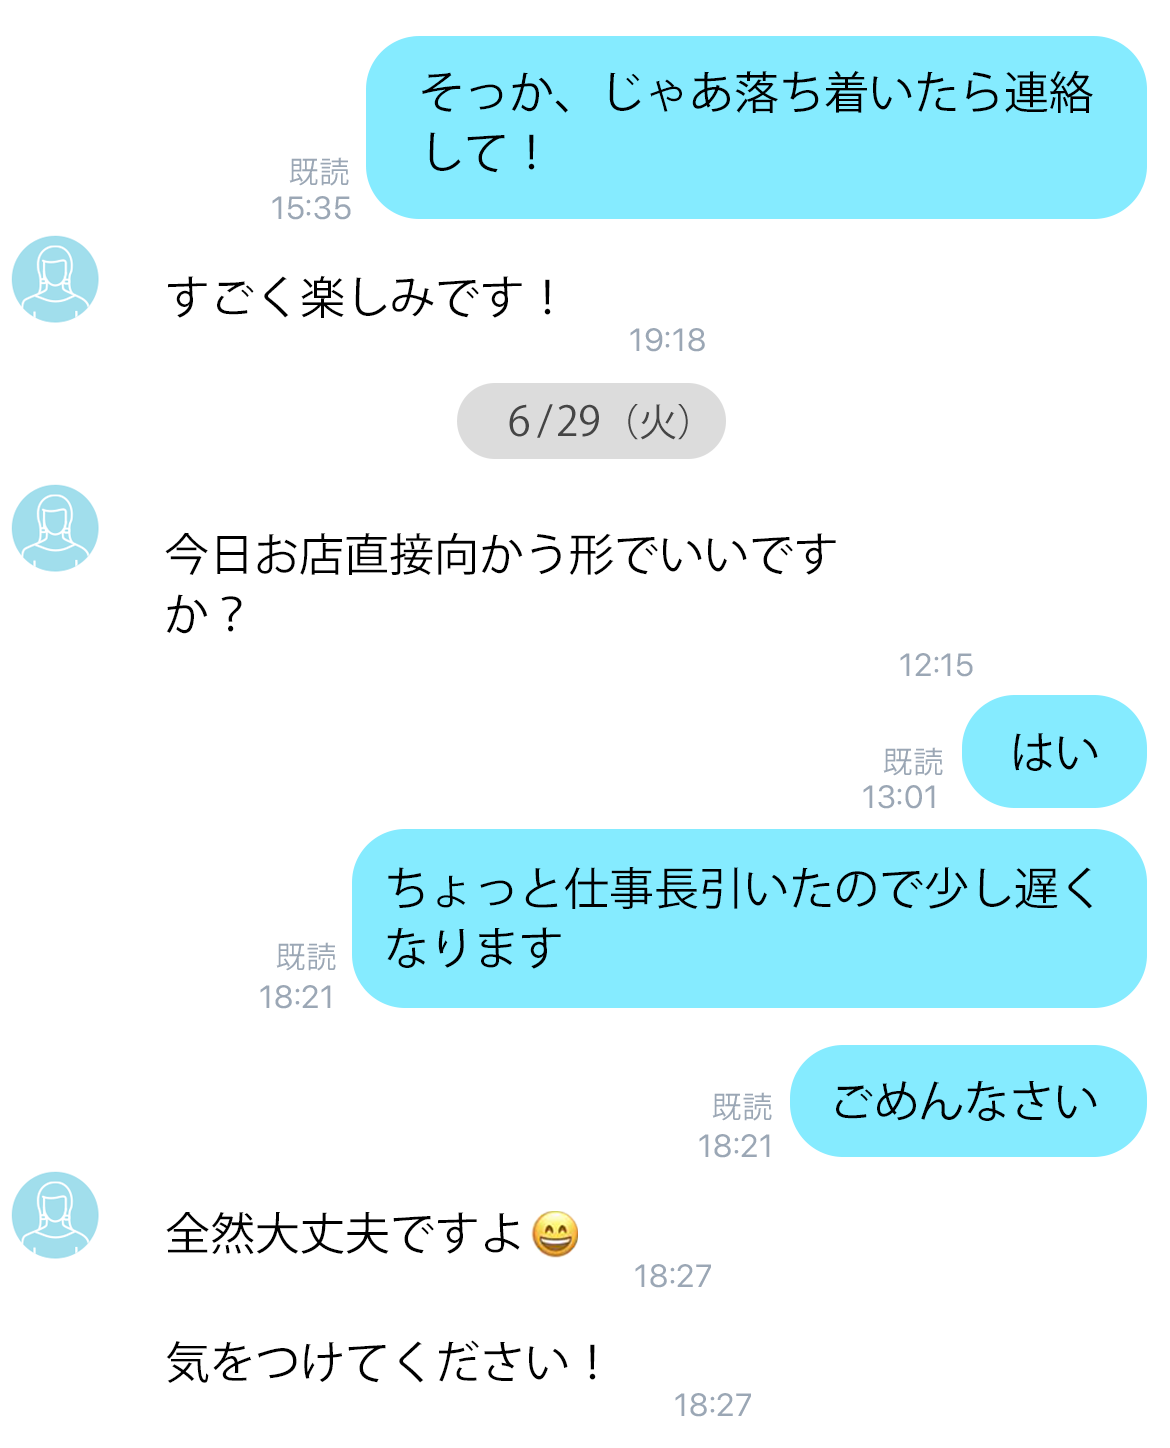 そっか、じゃあ落ち着いたら連絡
して！
既読
15:35
すごく楽しみです！
19:18
6/29（火）
今日お店直接向かう形でいいです
か？
12:15
はい
既読
13:01
ちょっと仕事長引いたので少し遅く
なります
既読
18:21
ごめんなさい
既読
18:21
全然大丈夫ですよ😄
18:27
気をつけてください！
18:27